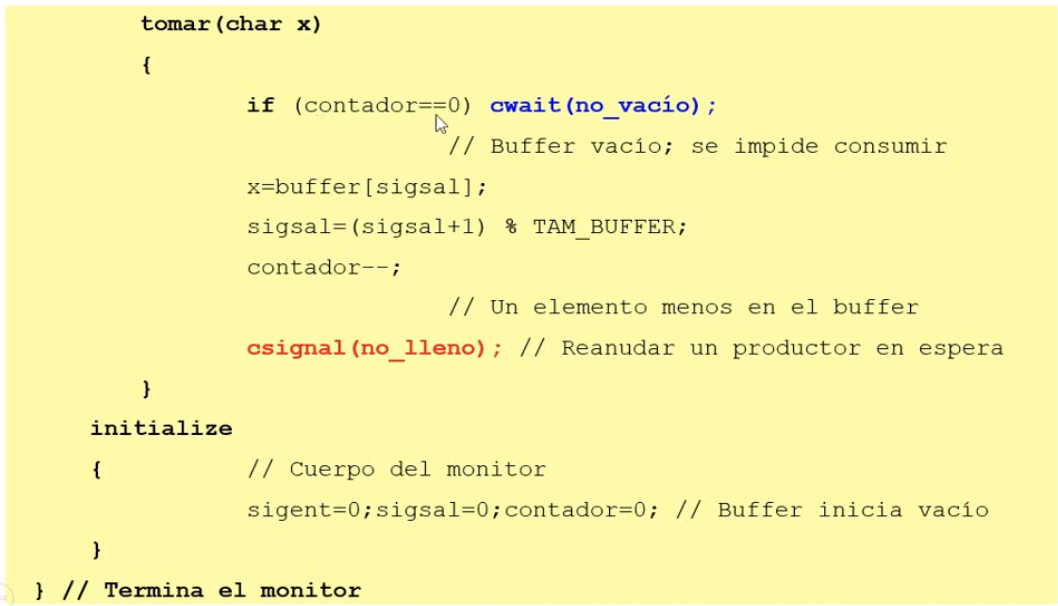 tomar(char x)
{
if (contador==0) cwait(no_vacío);
// Buffer vacío; se impide consumir
x=buffer[sigsal];
sigsal=(sigsal+1) % TAM_BUFFER;
contador--;
// Un elemento menos en el buffer
csignal(no_lleno); // Reanudar un productor en espera
}
initialize
{ // Cuerpo del monitor
sigent=0;sigsal=0;contador=0; // Buffer inicia vacío
}
} // Termina el monitor